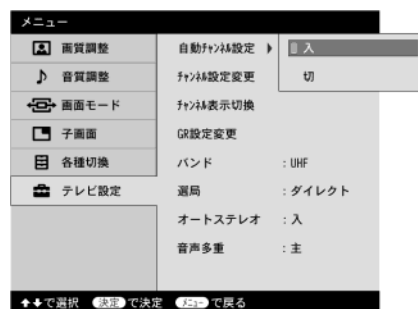 メニュー
画質調整
音質調整
画面モード
子画面
各種切換
テレビ設定
自動チャンネル設定
チャンネル設定変更
チャンネル表示切換
GR設定変更
バンド : UHF
選局 : ダイレクト
オートステレオ : 入
音声多重 : 主
入
切
で選択 決定 で決定 メニュー で戻る